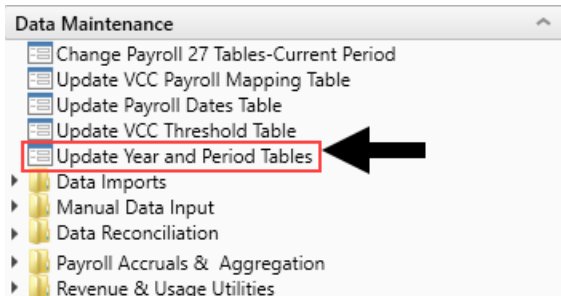 Data Maintenance
Change Payroll 27 Tables-Current Period
Update VCC Payroll Mapping Table
Update Payroll Dates Table
Update VCC Threshold Table
Update Year and Period Tables
Data Imports
Manual Data Input
Data Reconciliation
Payroll Accruals & Aggregation
Revenue & Usage Utilities